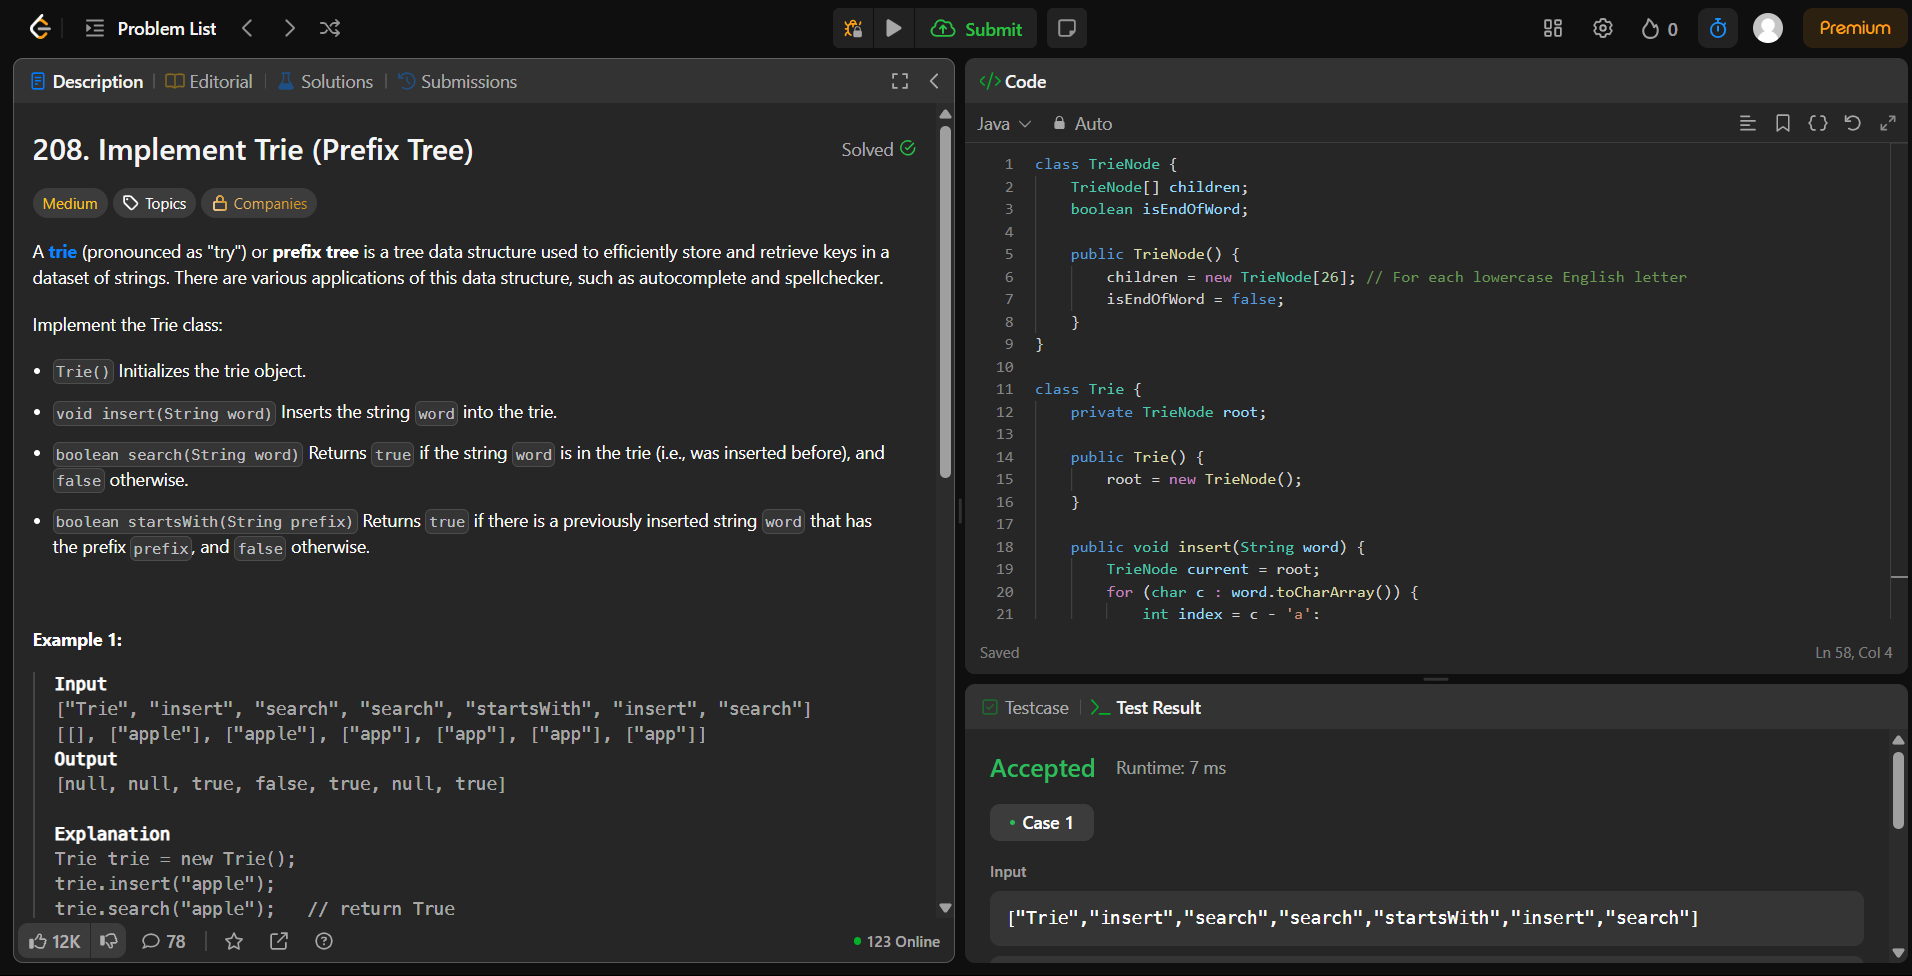 Problem List
Submit
0
Premium
Description
Editorial
Solutions
Submissions
208. Implement Trie (Prefix Tree)
Solved
Medium
Topics
Companies
A trie (pronounced as "try") or prefix tree is a tree data structure used to efficiently store and retrieve keys in a
dataset of strings. There are various applications of this data structure, such as autocomplete and spellchecker.
Implement the Trie class:
• Trie() Initializes the trie object.
• void insert(String word) Inserts the string word into the trie.
• boolean search(String word) Returns true if the string word is in the trie (i.e., was inserted before), and
false otherwise.
• boolean startsWith(String prefix) Returns true if there is a previously inserted string word that has
the prefix prefix, and false otherwise.
Example 1:
Input
["Trie", "insert", "search", "search", "startsWith", "insert", "search"]
[[], ["apple"], ["apple"], ["app"], ["app"], ["app"], ["app"]]
Output
[null, null, true, false, true, null, true]
Explanation
Trie trie = new Trie();
trie.insert("apple");
trie.search("apple");   // return True
12K
78
123 Online
</> Code
Java
Auto
1 class TrieNode {
2     TrieNode[] children;
3     boolean isEndOfWord;
4
5     public TrieNode() {
6         children = new TrieNode[26]; // For each lowercase English letter
7         isEndOfWord = false;
8     }
9 }
10
11 class Trie {
12     private TrieNode root;
13
14     public Trie() {
15         root = new TrieNode();
16     }
17
18     public void insert(String word) {
19         TrieNode current = root;
20         for (char c : word.toCharArray()) {
21             int index = c - 'a';
Saved
Ln 58, Col 4
Testcase
Test Result
Accepted
Runtime: 7 ms
• Case 1
Input
["Trie","insert","search","search","startsWith","insert","search"]